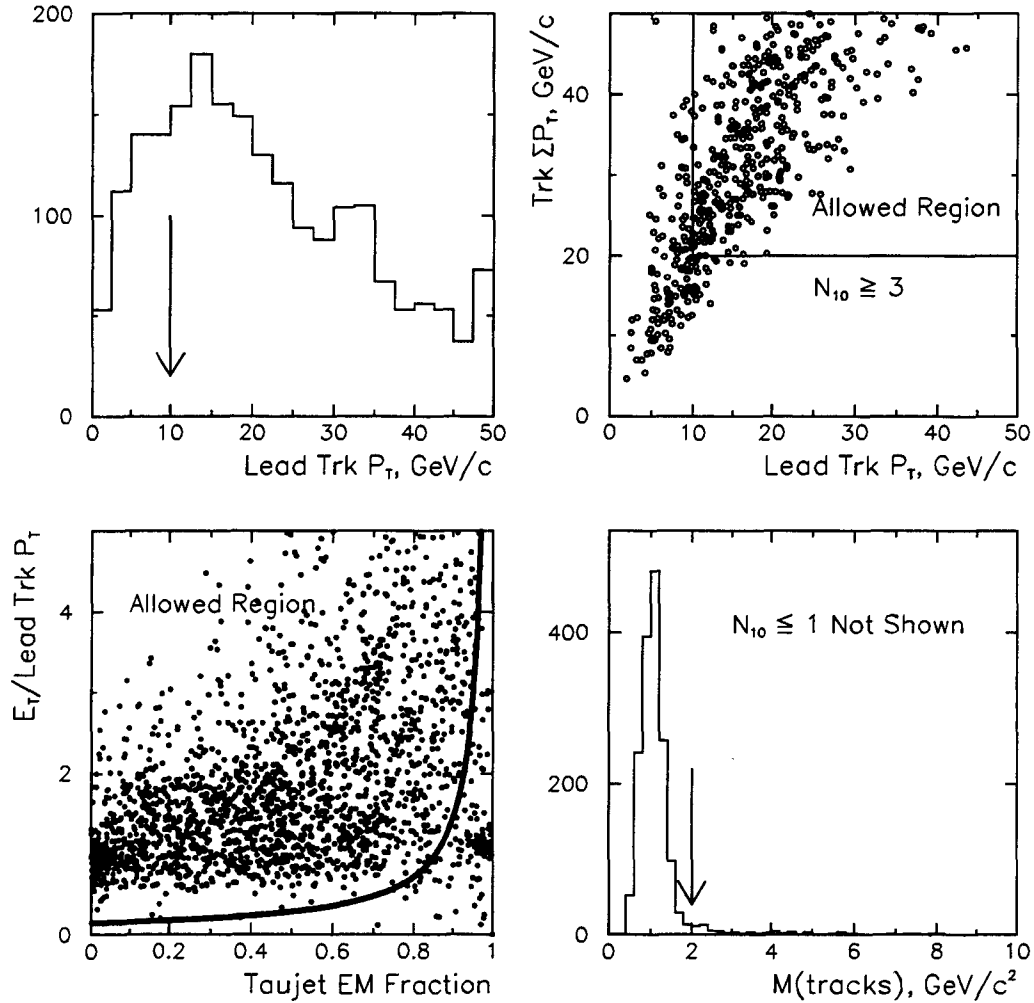 200
100
0
0 10 20 30 40 50
Lead Trk P_T, GeV/c
Trk ΣP_T, GeV/c
40
20
0
Allowed Region
N₁₀ ≧ 3
0 10 20 30 40 50
Lead Trk P_T, GeV/c
E_T/Lead Trk P_T
4
2
0
Allowed Region
0 0.2 0.4 0.6 0.8 1
Taujet EM Fraction
400
200
0
N₁₀ ≦ 1 Not Shown
0 2 4 6 8 10
M(tracks), GeV/c²